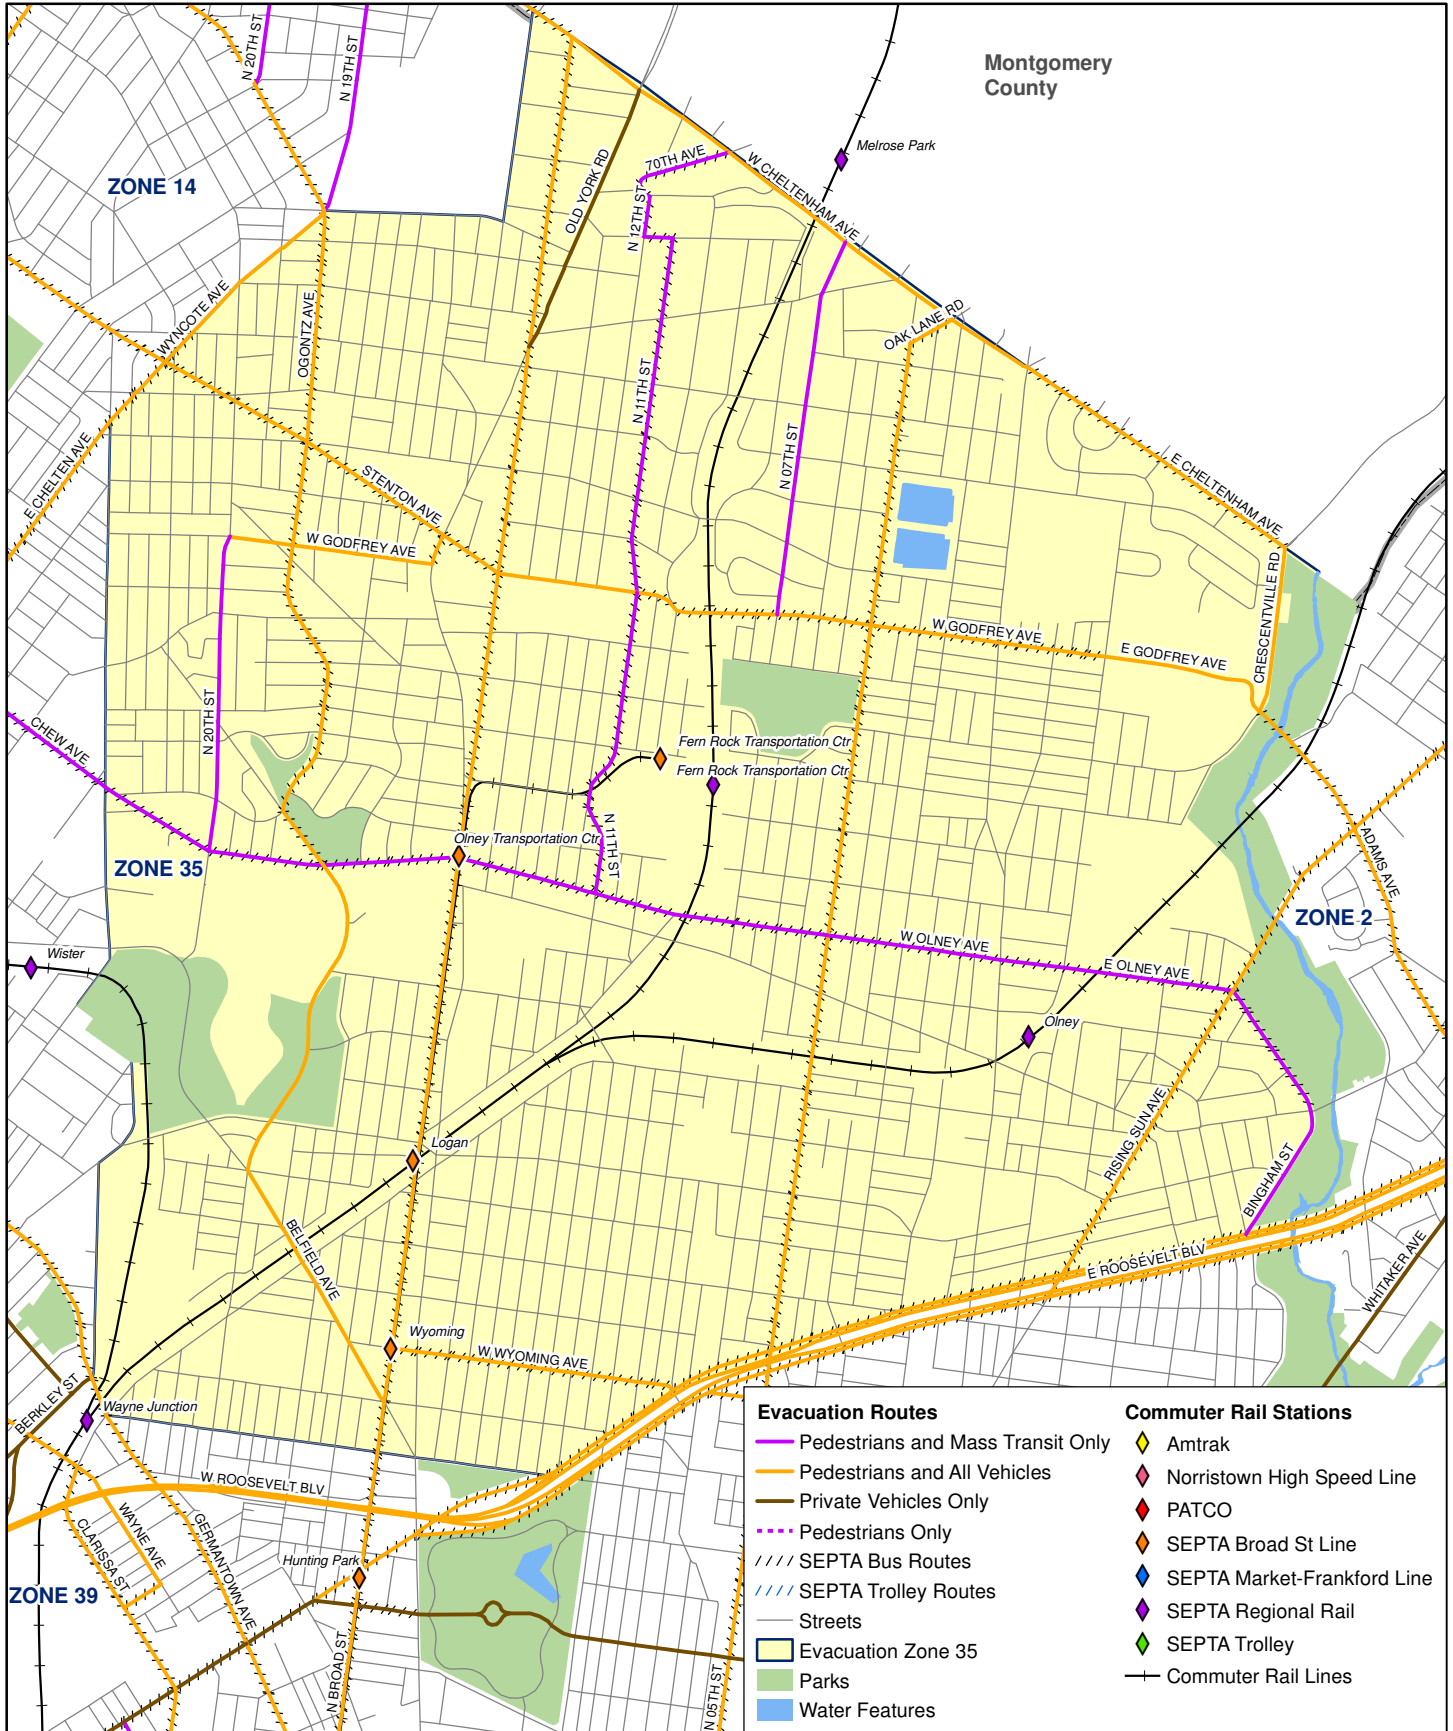 N 20TH ST
N 19TH ST
Montgomery
County
Melrose Park
70TH AVE
W CHELTENHAM AVE
OLD YORK RD
N 12TH ST
ZONE 14
WYNCOTE AVE
OGONTZ AVE
OAK LANE RD
N 11TH ST
N 07TH ST
E CHELTEN AVE
STENTON AVE
E CHELTENHAM AVE
W GODFREY AVE
CRESCENTVILLE RD
W GODFREY AVE
E GODFREY AVE
N 20TH ST
CHEW AVE
Fern Rock Transportation Ctr
Fern Rock Transportation Ctr
Olney Transportation Ctr
N 11TH ST
ADAMS AVE
ZONE 35
ZONE 2
W OLNEY AVE
E OLNEY AVE
Wister
Olney
RISING SUN AVE
Logan
BINGHAM ST
BELFIELD AVE
E ROOSEVELT BLV
WHITAKER AVE
Wyoming
W WYOMING AVE
BERKLEY ST
Wayne Junction
W ROOSEVELT BLV
WAYNE AVE
CLARISSA ST
GERMANTOWN AVE
Hunting Park
ZONE 39
N BROAD ST
N 05TH ST
Evacuation Routes
Pedestrians and Mass Transit Only
Pedestrians and All Vehicles
Private Vehicles Only
Pedestrians Only
SEPTA Bus Routes
SEPTA Trolley Routes
Streets
Evacuation Zone 35
Parks
Water Features
Commuter Rail Stations
Amtrak
Norristown High Speed Line
PATCO
SEPTA Broad St Line
SEPTA Market-Frankford Line
SEPTA Regional Rail
SEPTA Trolley
Commuter Rail Lines